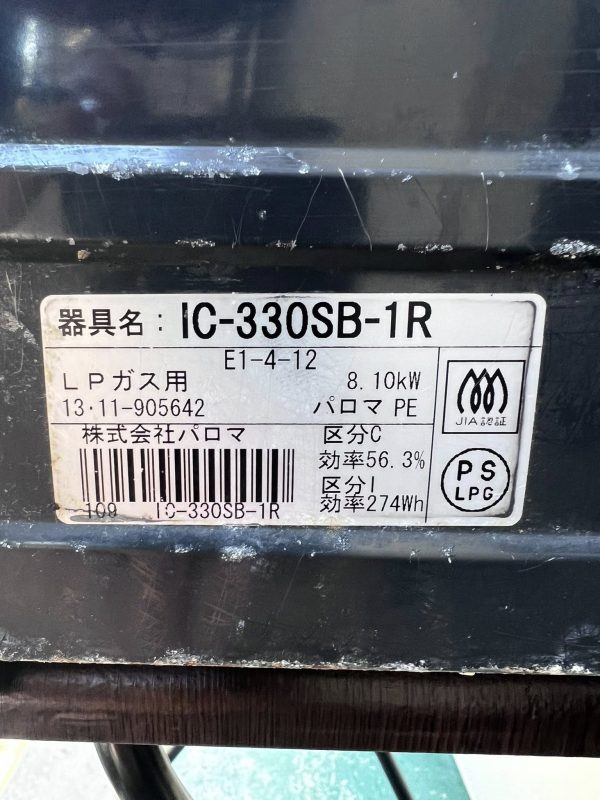 器具名: IC-330SB-1R
E1-4-12
LPガス用 8.10kW
13・11-905642 パロマ PE
株式会社パロマ
109 IC-330SB-1R
区分C
効率56.3%
区分I
効率274Wh
JIA認証
PS
LPG